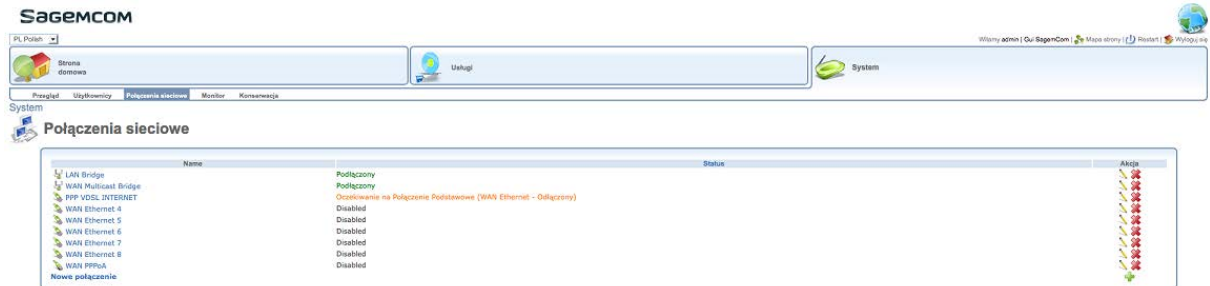 SAGEMCOM
PL Polish
Witamy admin | Gui SagemCom | Mapa strony | Restart | Wyloguj się
Strona domowa
Usługi
System
Przegląd Użytkownicy Połączenia sieciowe Monitor Konserwacja
System
Połączenia sieciowe
Name Status Akcja
LAN Bridge Podłączony
WAN Multicast Bridge Podłączony
PPP VDSL INTERNET Oczekiwanie na Połączenie Podstawowe (WAN Ethernet - Odłączony)
WAN Ethernet 4 Disabled
WAN Ethernet 5 Disabled
WAN Ethernet 6 Disabled
WAN Ethernet 7 Disabled
WAN Ethernet 8 Disabled
WAN PPPoA Disabled
Nowe połączenie